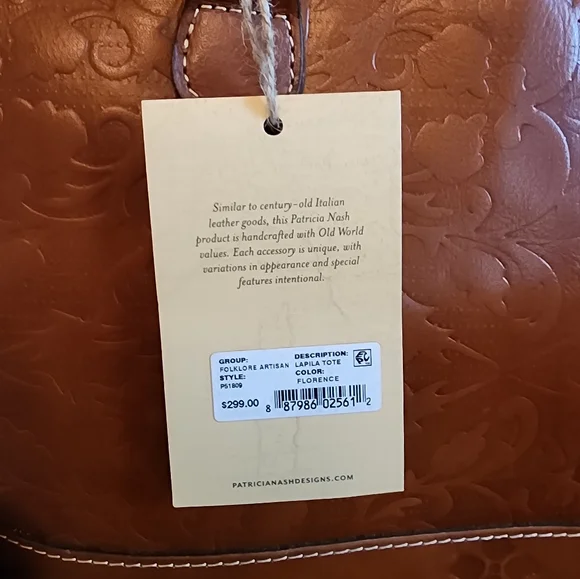 Similar to century-old Italian
leather goods, this Patricia Nash
product is handcrafted with Old World
values. Each accessory is unique, with
variations in appearance and special
features intentional.
GROUP: DESCRIPTION:
FOLKLORE ARTISAN LAPILA TOTE
STYLE: COLOR:
P51809 FLORENCE
$299.00 8 87986 02561 2
PATRICIANASHDESIGNS.COM